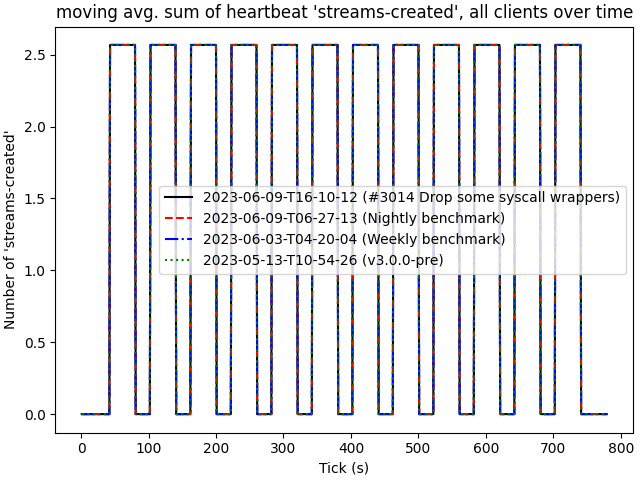 moving avg. sum of heartbeat 'streams-created', all clients over time
Number of 'streams-created'
2.5
2.0
1.5
1.0
0.5
0.0
2023-06-09-T16-10-12 (#3014 Drop some syscall wrappers)
2023-06-09-T06-27-13 (Nightly benchmark)
2023-06-03-T04-20-04 (Weekly benchmark)
2023-05-13-T10-54-26 (v3.0.0-pre)
0 100 200 300 400 500 600 700 800
Tick (s)